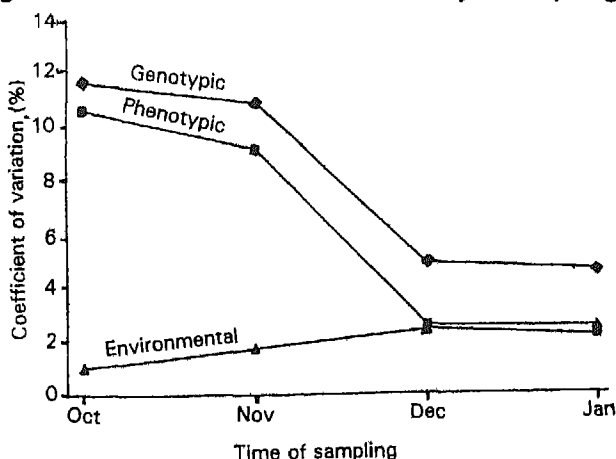 14
12
10
8
6
4
2
0
Coefficient of variation, (%)
Genotypic
Phenotypic
Environmental
Oct Nov Dec Jan
Time of sampling